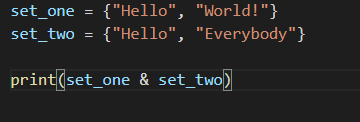 set_one = {"Hello", "World!"}
set_two = {"Hello", "Everybody"}
print(set_one & set_two)